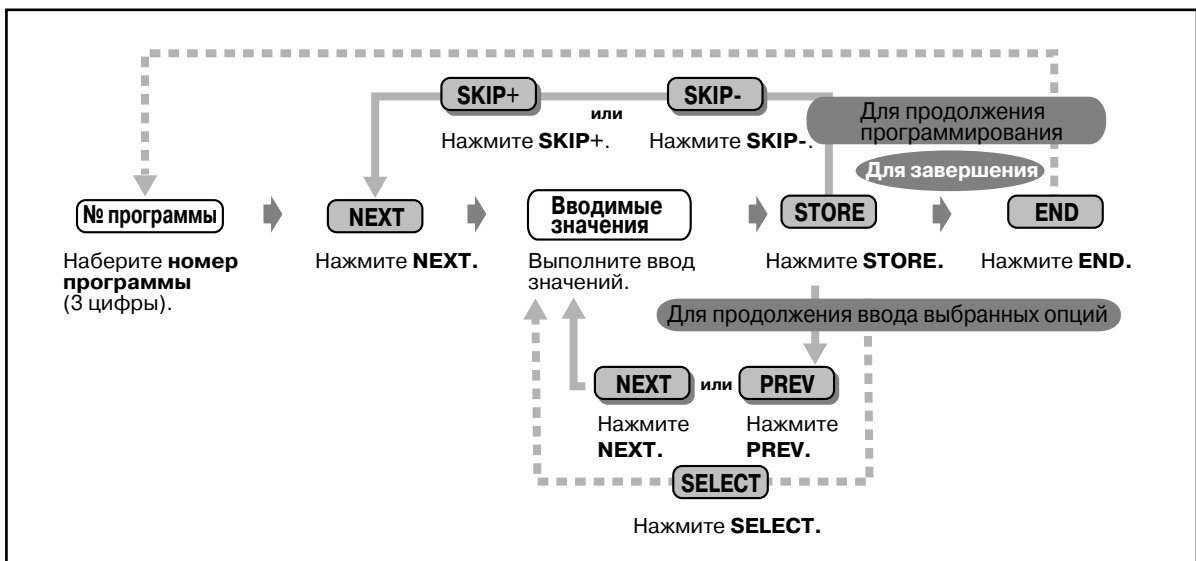 SKIP+
или
SKIP-
Нажмите SKIP+.
Нажмите SKIP-.
Для продолжения
программирования
Для завершения
№ программы
NEXT
Вводимые
значения
STORE
END
Наберите номер
программы
(3 цифры).
Нажмите NEXT.
Выполните ввод
значений.
Нажмите STORE.
Нажмите END.
Для продолжения ввода выбранных опций
NEXT
или
PREV
Нажмите
NEXT.
Нажмите
PREV.
SELECT
Нажмите SELECT.